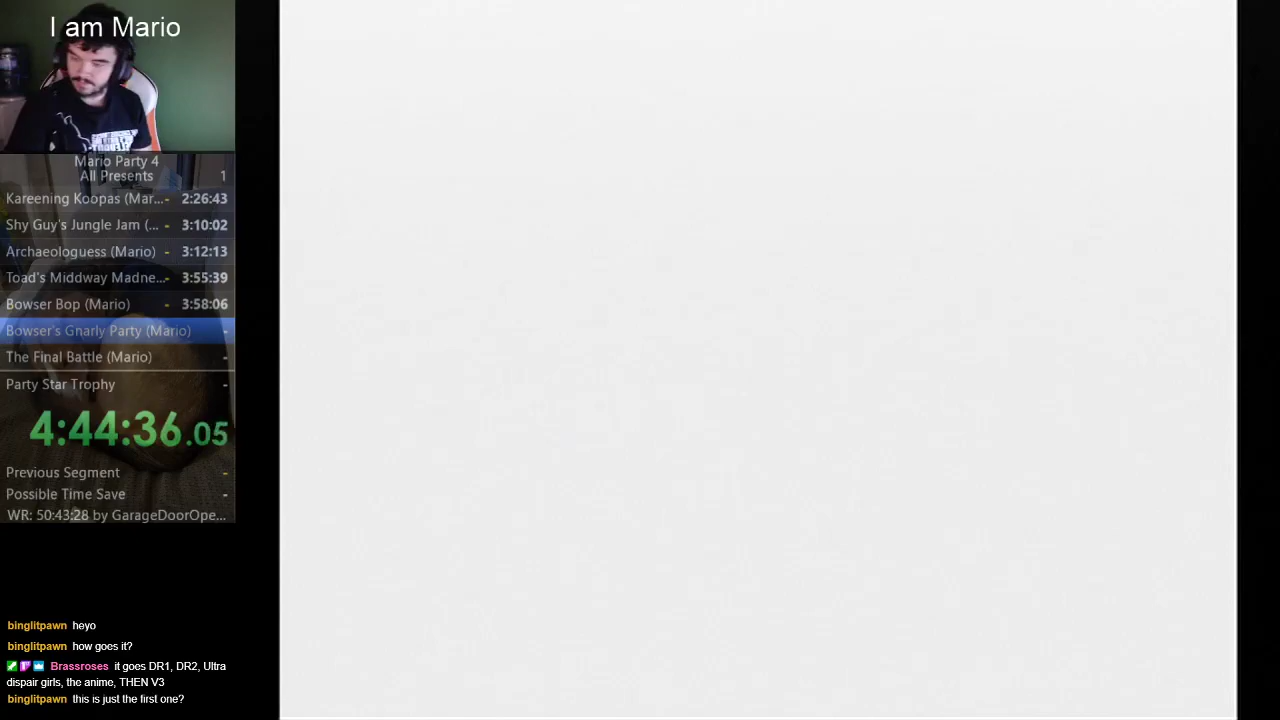 I am Mario
Mario Party 4
All Presents 1
Kareening Koopas (Mar... - 2:26:43
Shy Guy's Jungle Jam (... - 3:10:02
Archaeologuess (Mario) - 3:12:13
Toad's Middway Madne... - 3:55:39
Bowser Bop (Mario) - 3:58:06
Bowser's Gnarly Party (Mario) -
The Final Battle (Mario) -
Party Star Trophy -
4:44:36.05
Previous Segment -
Possible Time Save -
WR: 50:43:28 by GarageDoorOpe...
binglitpawn heyo
binglitpawn how goes it?
Brassroses it goes DR1, DR2, Ultra
dispair girls, the anime, THEN V3
binglitpawn this is just the first one?